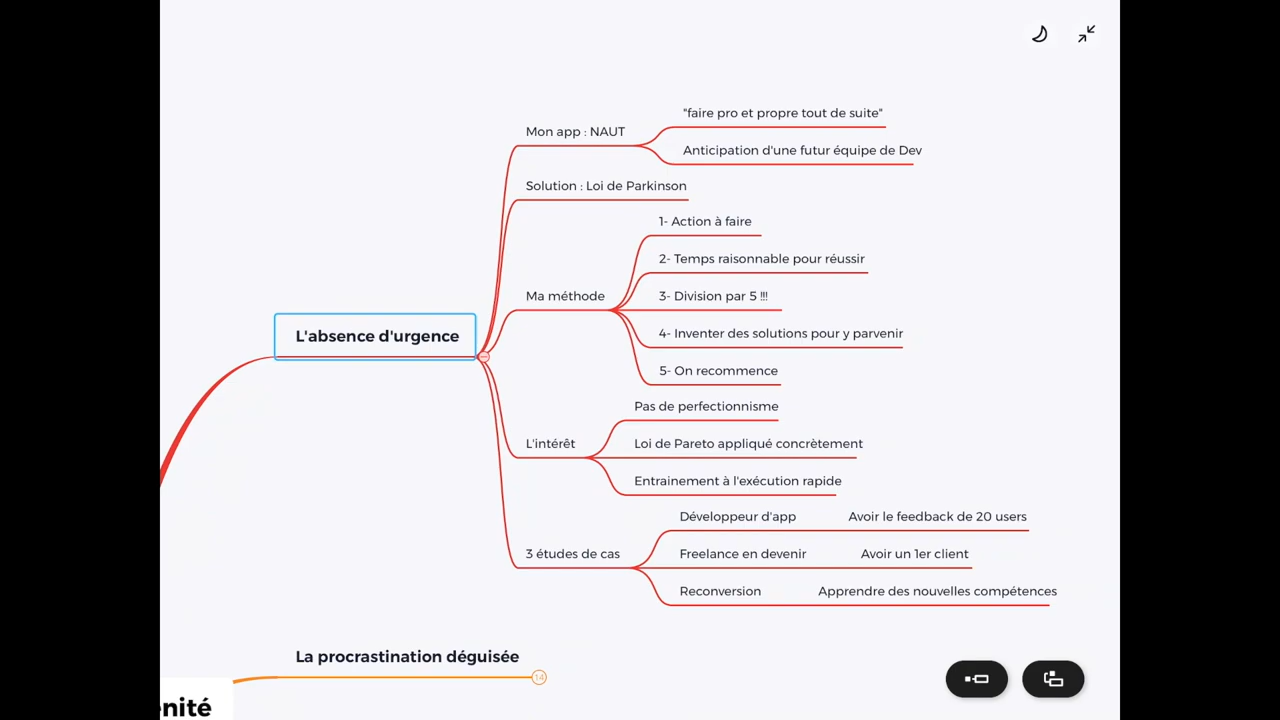 "faire pro et propre tout de suite"
Mon app : NAUT
Anticipation d'une futur équipe de Dev
Solution : Loi de Parkinson
1- Action à faire
2- Temps raisonnable pour réussir
Ma méthode
3- Division par 5 !!!
4- Inventer des solutions pour y parvenir
5- On recommence
L'absence d'urgence
Pas de perfectionnisme
L'intérêt
Loi de Pareto appliqué concrètement
Entrainement à l'exécution rapide
Développeur d'app Avoir le feedback de 20 users
3 études de cas
Freelance en devenir Avoir un 1er client
Reconversion Apprendre des nouvelles compétences
La procrastination déguisée
14
nité